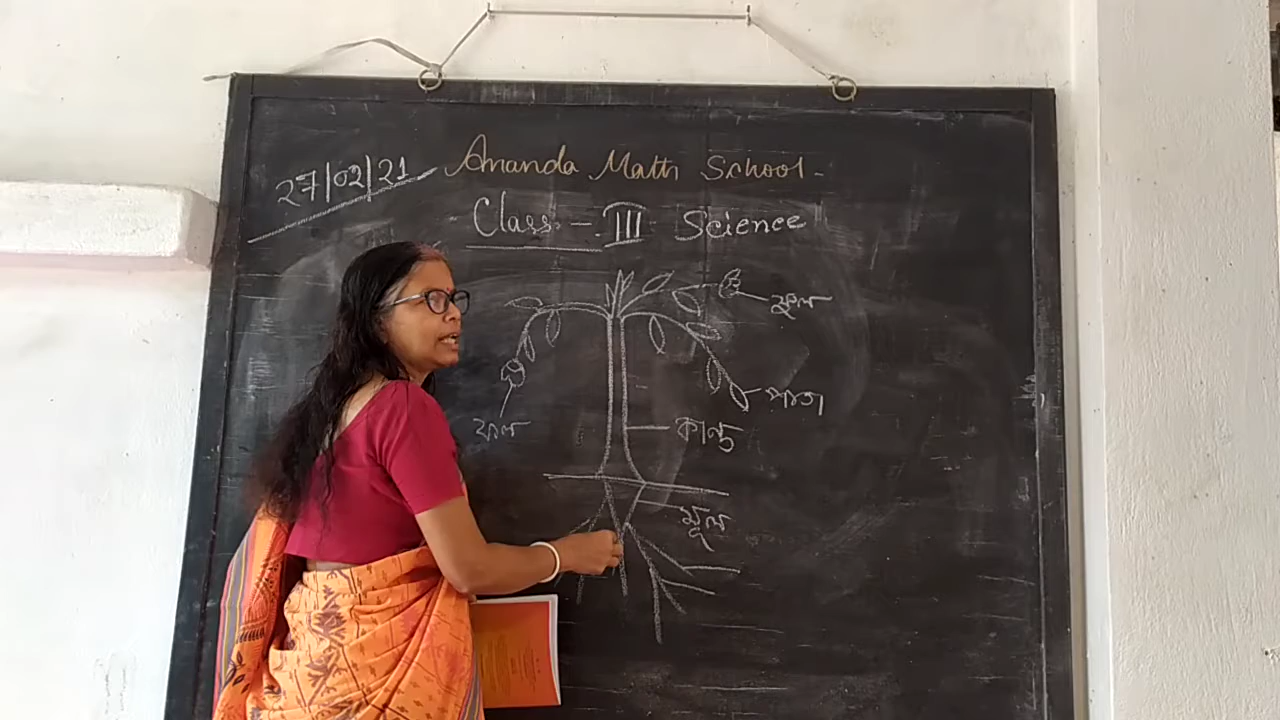 27/02/21
Ananda Math School
Class - III Science
ফুল
পাতা
ফল
কাণ্ড
মূল